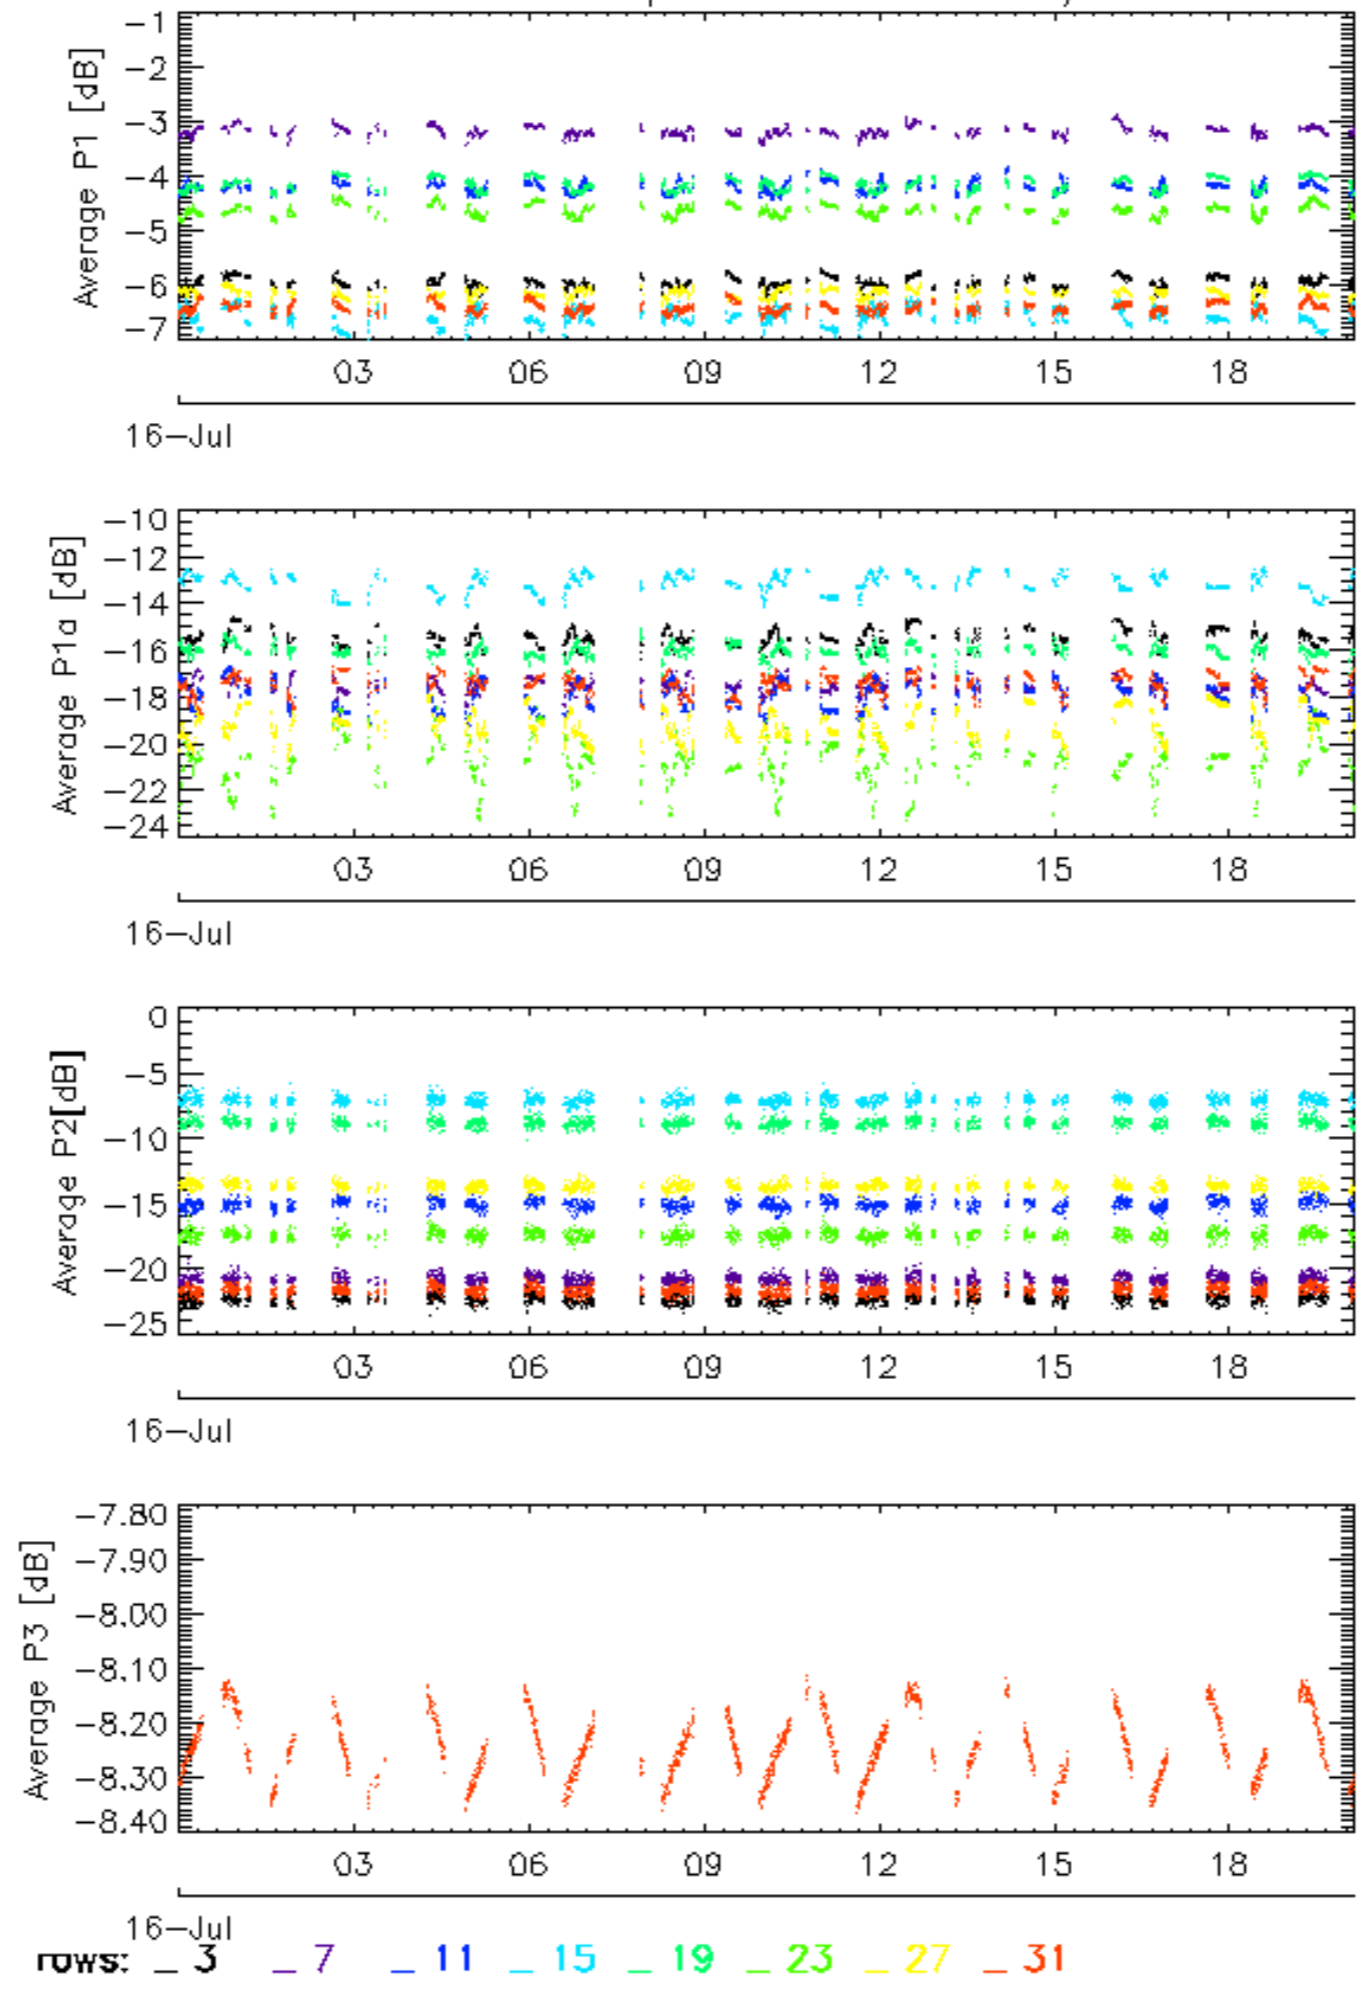 Average P1 [dB]
-1
-2
-3
-4
-5
-6
-7
03 06 09 12 15 18
16-Jul
Average P1a [dB]
-10
-12
-14
-16
-18
-20
-22
-24
03 06 09 12 15 18
16-Jul
Average P2[dB]
0
-5
-10
-15
-20
-25
03 06 09 12 15 18
16-Jul
Average P3 [dB]
-7.80
-7.90
-8.00
-8.10
-8.20
-8.30
-8.40
03 06 09 12 15 18
16-Jul
rows: _ 3 _ 7 _ 11 _ 15 _ 19 _ 23 _ 27 _ 31